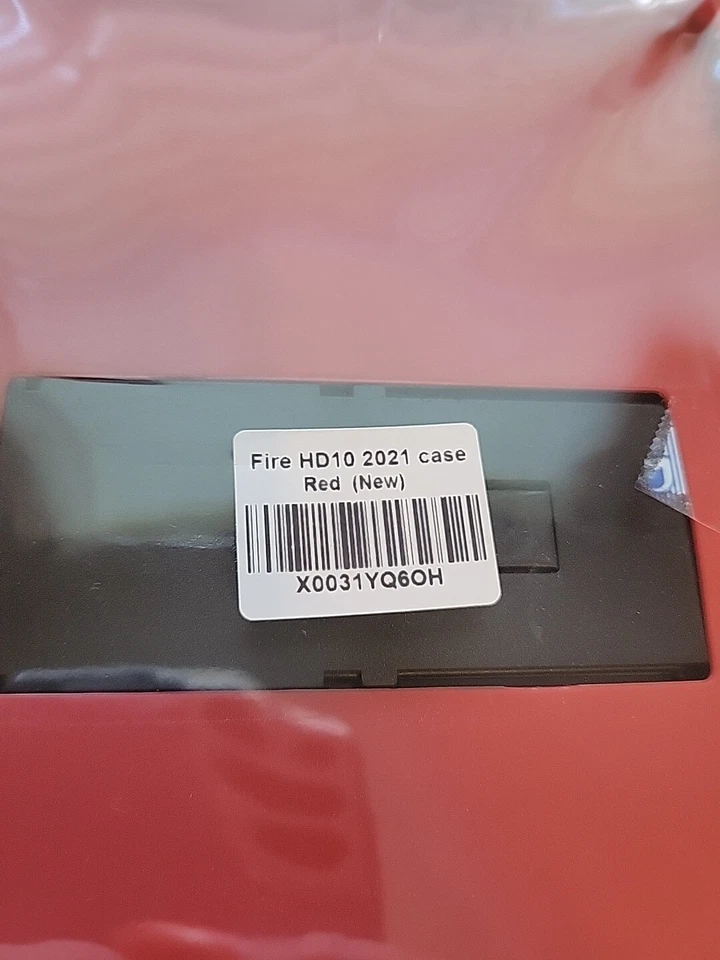 Fire HD10 2021 case
Red (New)
X0031YQ6OH